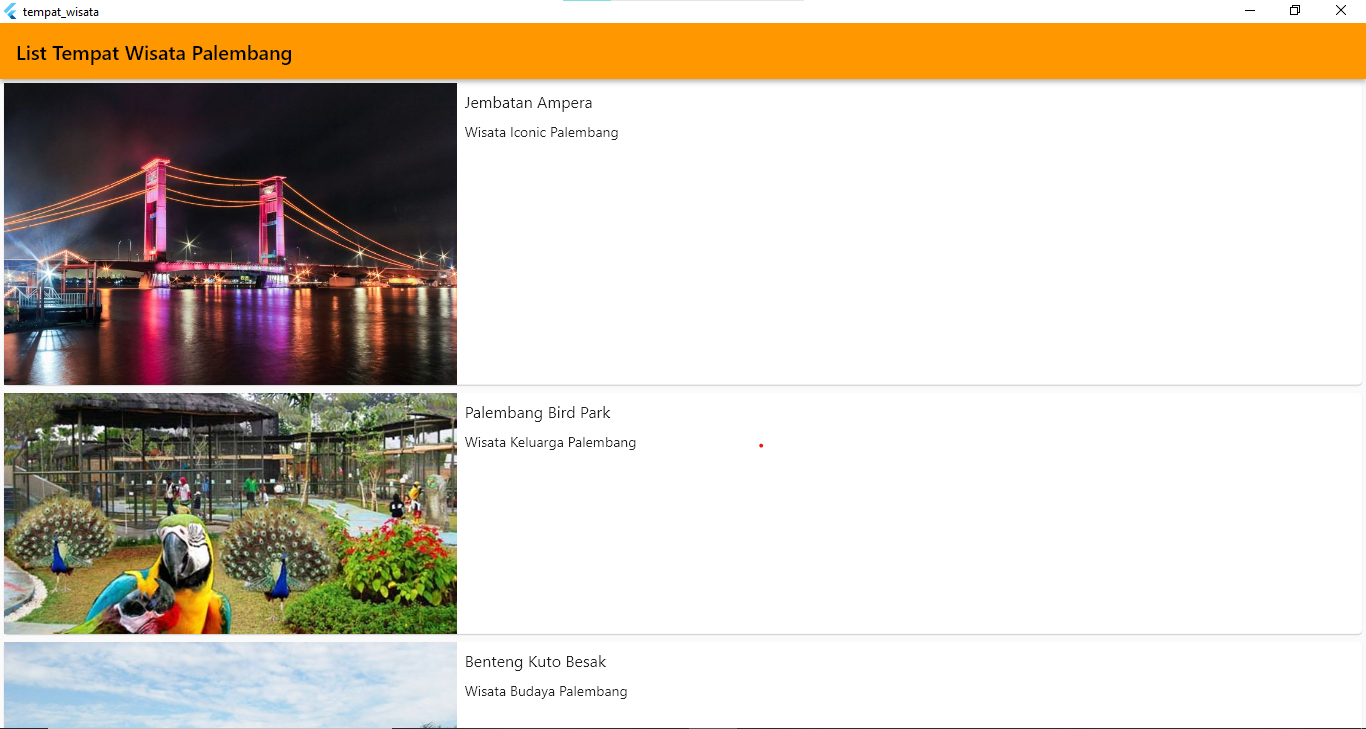 tempat_wisata
List Tempat Wisata Palembang
Jembatan Ampera
Wisata Iconic Palembang
Palembang Bird Park
Wisata Keluarga Palembang
Benteng Kuto Besak
Wisata Budaya Palembang